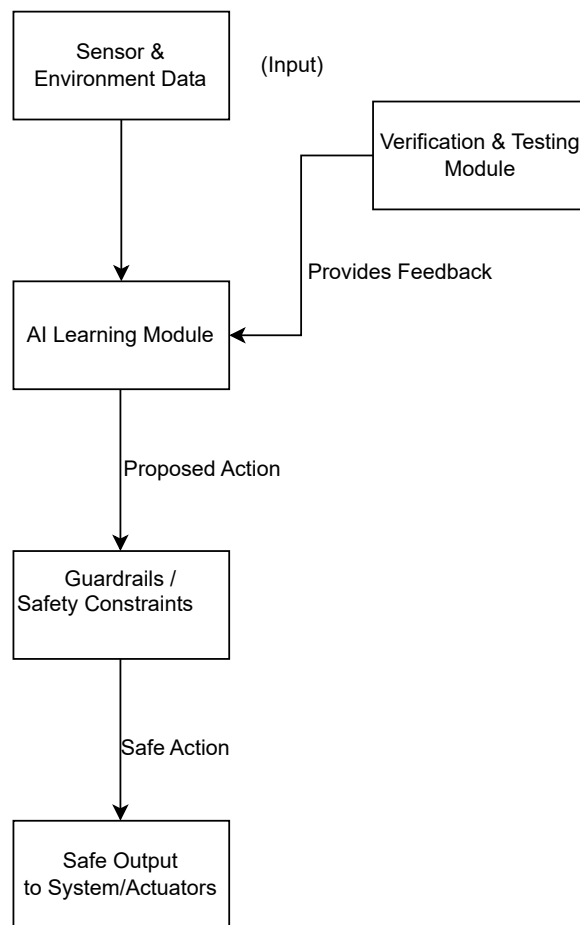 Sensor &
Environment Data
(Input)
Verification & Testing
Module
Provides Feedback
AI Learning Module
Proposed Action
Guardrails /
Safety Constraints
Safe Action
Safe Output
to System/Actuators